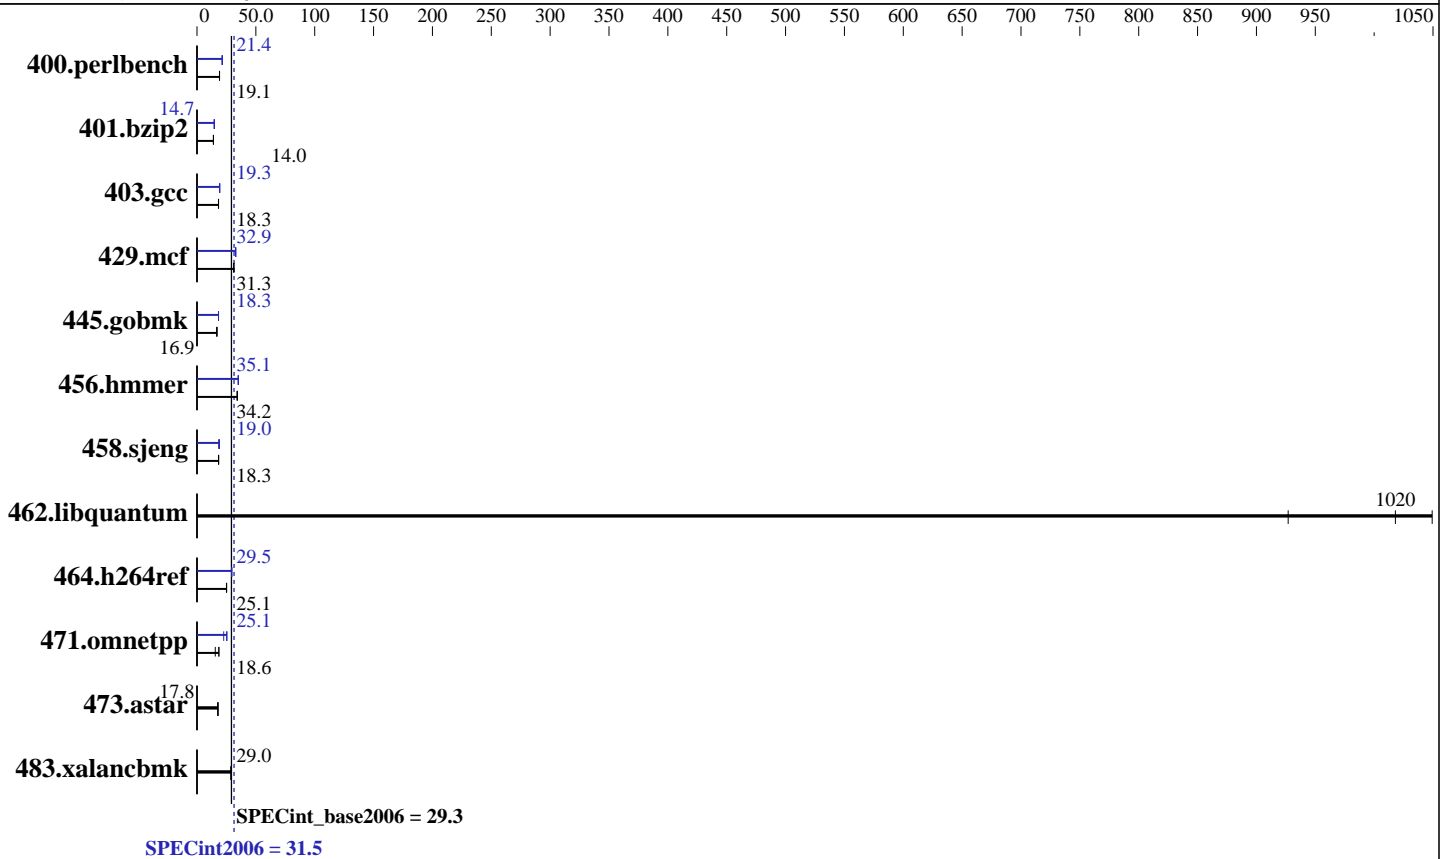 0 50.0 100 150 200 250 300 350 400 450 500 550 600 650 700 750 800 850 900 950 1050
21.4
400.perlbench
19.1
14.7
401.bzip2
14.0
19.3
403.gcc
18.3
32.9
429.mcf
31.3
18.3
445.gobmk
16.9
35.1
456.hmmer
34.2
19.0
458.sjeng
18.3
1020
462.libquantum
29.5
464.h264ref
25.1
25.1
471.omnetpp
18.6
17.8
473.astar
29.0
483.xalancbmk
SPECint_base2006 = 29.3
SPECint2006 = 31.5